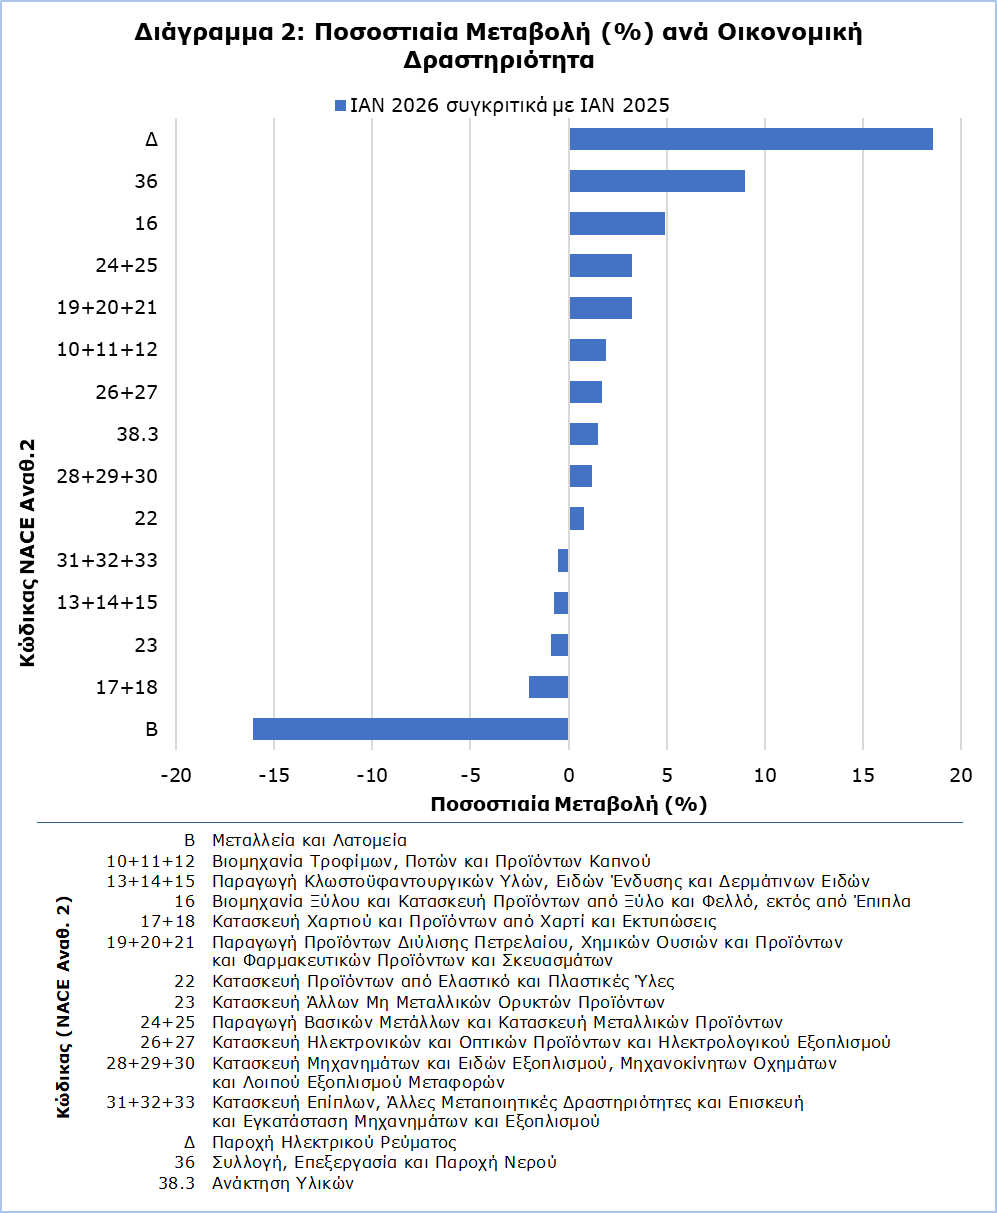 Διάγραμμα 2: Ποσοστιαία Μεταβολή (%) ανά Οικονομική
Δραστηριότητα
ΙΑΝ 2026 συγκριτικά με ΙΑΝ 2025
Δ
36
16
24+25
19+20+21
10+11+12
26+27
38.3
28+29+30
22
31+32+33
13+14+15
23
17+18
Β
Κώδικας NACE Αναθ.2
-20 -15 -10 -5 0 5 10 15 20
Ποσοστιαία Μεταβολή (%)
Κώδικας (NACE Αναθ. 2)
Β Μεταλλεία και Λατομεία
10+11+12 Βιομηχανία Τροφίμων, Ποτών και Προϊόντων Καπνού
13+14+15 Παραγωγή Κλωστοϋφαντουργικών Υλών, Ειδών Ένδυσης και Δερμάτινων Ειδών
16 Βιομηχανία Ξύλου και Κατασκευή Προϊόντων από Ξύλο και Φελλό, εκτός από Έπιπλα
17+18 Κατασκευή Χαρτιού και Προϊόντων από Χαρτί και Εκτυπώσεις
19+20+21 Παραγωγή Προϊόντων Διύλισης Πετρελαίου, Χημικών Ουσιών και Προϊόντων
και Φαρμακευτικών Προϊόντων και Σκευασμάτων
22 Κατασκευή Προϊόντων από Ελαστικό και Πλαστικές Ύλες
23 Κατασκευή Άλλων Μη Μεταλλικών Ορυκτών Προϊόντων
24+25 Παραγωγή Βασικών Μετάλλων και Κατασκευή Μεταλλικών Προϊόντων
26+27 Κατασκευή Ηλεκτρονικών και Οπτικών Προϊόντων και Ηλεκτρολογικού Εξοπλισμού
28+29+30 Κατασκευή Μηχανημάτων και Ειδών Εξοπλισμού, Μηχανοκίνητων Οχημάτων
και Λοιπού Εξοπλισμού Μεταφορών
31+32+33 Κατασκευή Επίπλων, Άλλες Μεταποιητικές Δραστηριότητες και Επισκευή
και Εγκατάσταση Μηχανημάτων και Εξοπλισμού
Δ Παροχή Ηλεκτρικού Ρεύματος
36 Συλλογή, Επεξεργασία και Παροχή Νερού
38.3 Ανάκτηση Υλικών